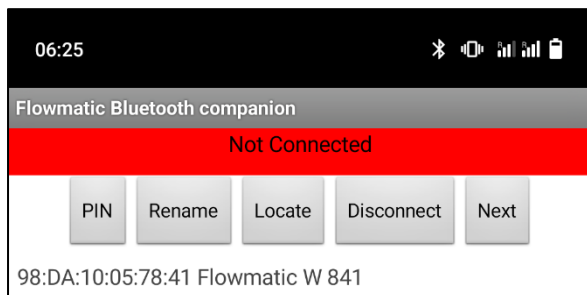 06:25
R R
Flowmatic Bluetooth companion
Not Connected
PIN Rename Locate Disconnect Next
98:DA:10:05:78:41 Flowmatic W 841